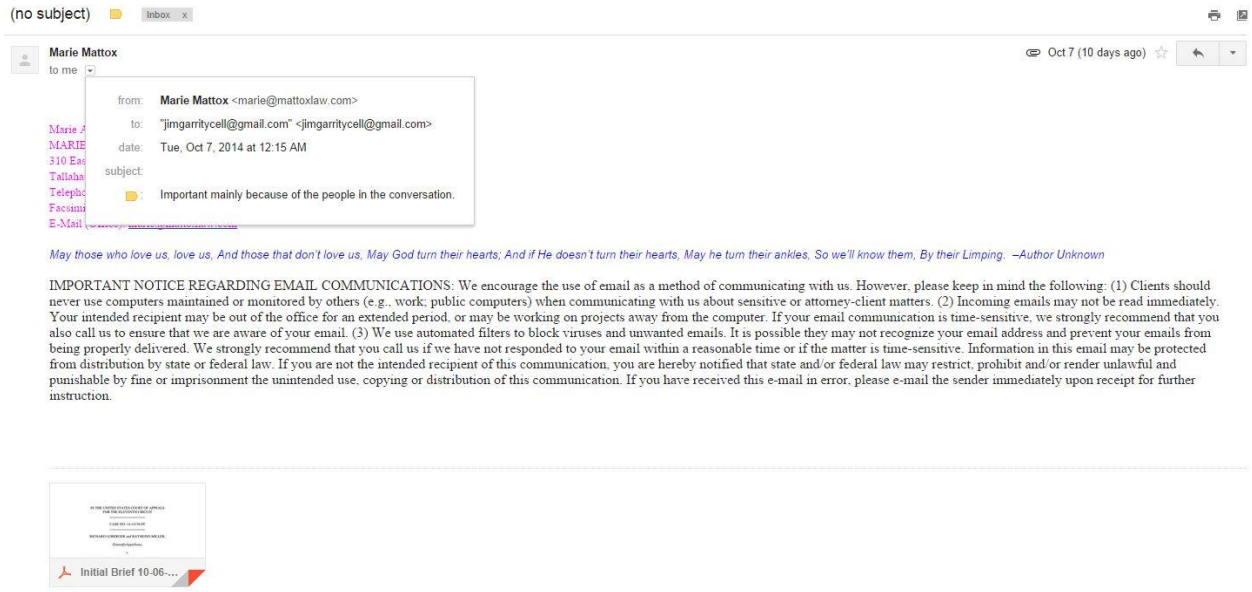 (no subject) Inbox x
Marie Mattox
Oct 7 (10 days ago)
to me
from: Marie Mattox <marie@mattoxlaw.com>
to: "jimgarritycell@gmail.com" <jimgarritycell@gmail.com>
date: Tue, Oct 7, 2014 at 12:15 AM
subject:
Important mainly because of the people in the conversation.
Marie A
MARIE
310 Eas
Tallaha
Telepho
Facsimi
E-Mail
May those who love us, love us, And those that don't love us, May God turn their hearts; And if He doesn't turn their hearts, May he turn their ankles, So we'll know them, By their Limping. –Author Unknown
IMPORTANT NOTICE REGARDING EMAIL COMMUNICATIONS: We encourage the use of email as a method of communicating with us. However, please keep in mind the following: (1) Clients should
never use computers maintained or monitored by others (e.g., work; public computers) when communicating with us about sensitive or attorney-client matters. (2) Incoming emails may not be read immediately.
Your intended recipient may be out of the office for an extended period, or may be working on projects away from the computer. If your email communication is time-sensitive, we strongly recommend that you
also call us to ensure that we are aware of your email. (3) We use automated filters to block viruses and unwanted emails. It is possible they may not recognize your email address and prevent your emails from
being properly delivered. We strongly recommend that you call us if we have not responded to your email within a reasonable time or if the matter is time-sensitive. Information in this email may be protected
from distribution by state or federal law. If you are not the intended recipient of this communication, you are hereby notified that state and/or federal law may restrict, prohibit and/or render unlawful and
punishable by fine or imprisonment the unintended use, copying or distribution of this communication. If you have received this e-mail in error, please e-mail the sender immediately upon receipt for further
instruction.
IN THE UNITED STATES COURT OF APPEALS
FOR THE ELEVENTH CIRCUIT
CASE NO.
Initial Brief 10-06-...